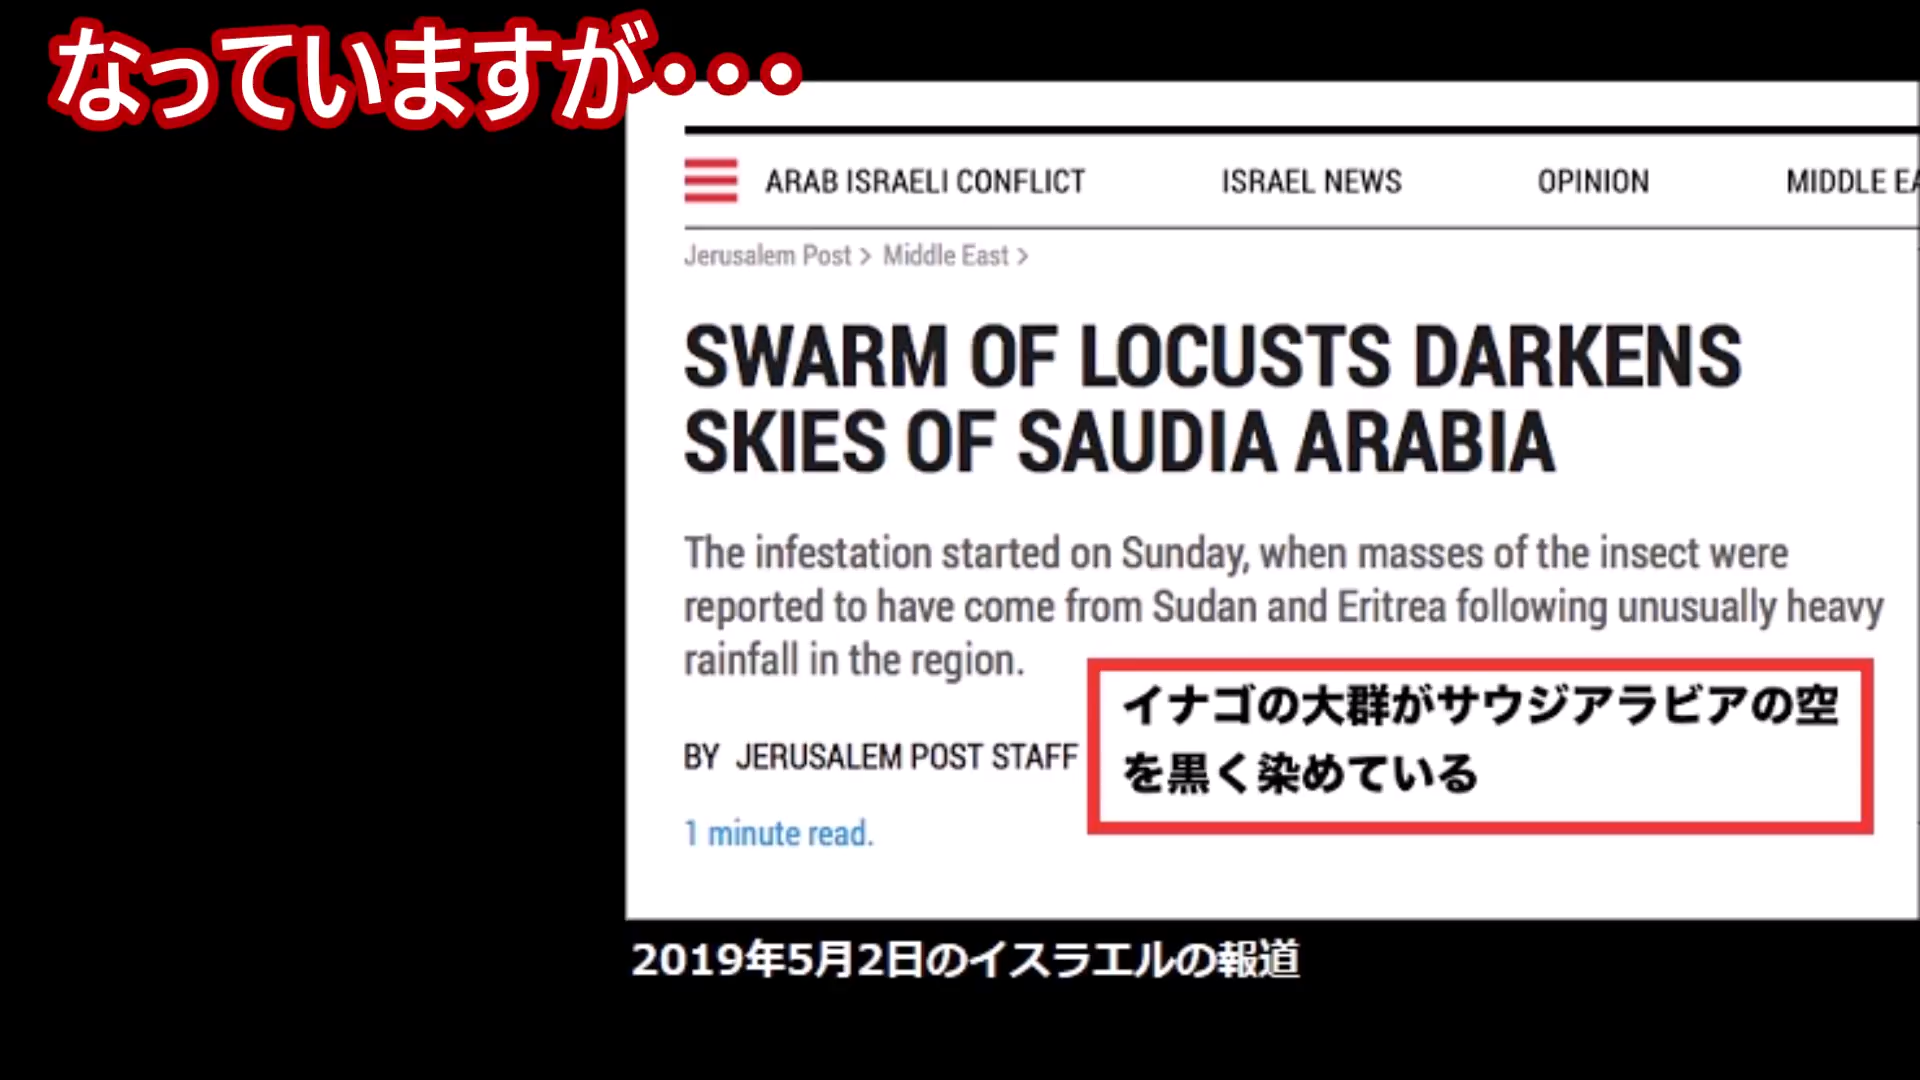 なっていますが・・・
ARAB ISRAELI CONFLICT ISRAEL NEWS OPINION MIDDLE EA
Jerusalem Post > Middle East >
SWARM OF LOCUSTS DARKENS
SKIES OF SAUDIA ARABIA
The infestation started on Sunday, when masses of the insect were
reported to have come from Sudan and Eritrea following unusually heavy
rainfall in the region.
イナゴの大群がサウジアラビアの空
を黒く染めている
BY JERUSALEM POST STAFF
1 minute read.
2019年5月2日のイスラエルの報道